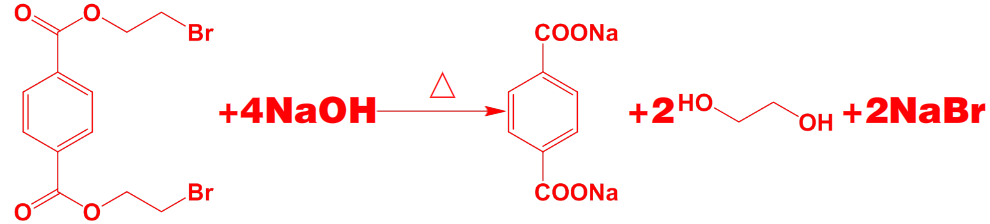 O O Br
+4NaOH △ COONa
COONa
+2 HO OH +2NaBr
O O Br